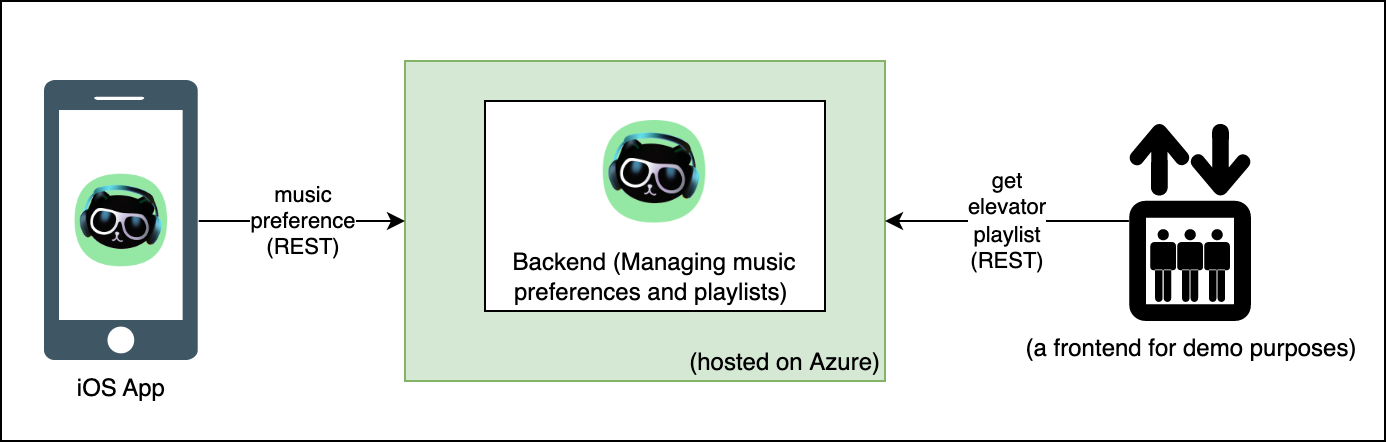 music
preference
(REST)
iOS App
Backend (Managing music
preferences and playlists)
(hosted on Azure)
get
elevator
playlist
(REST)
(a frontend for demo purposes)